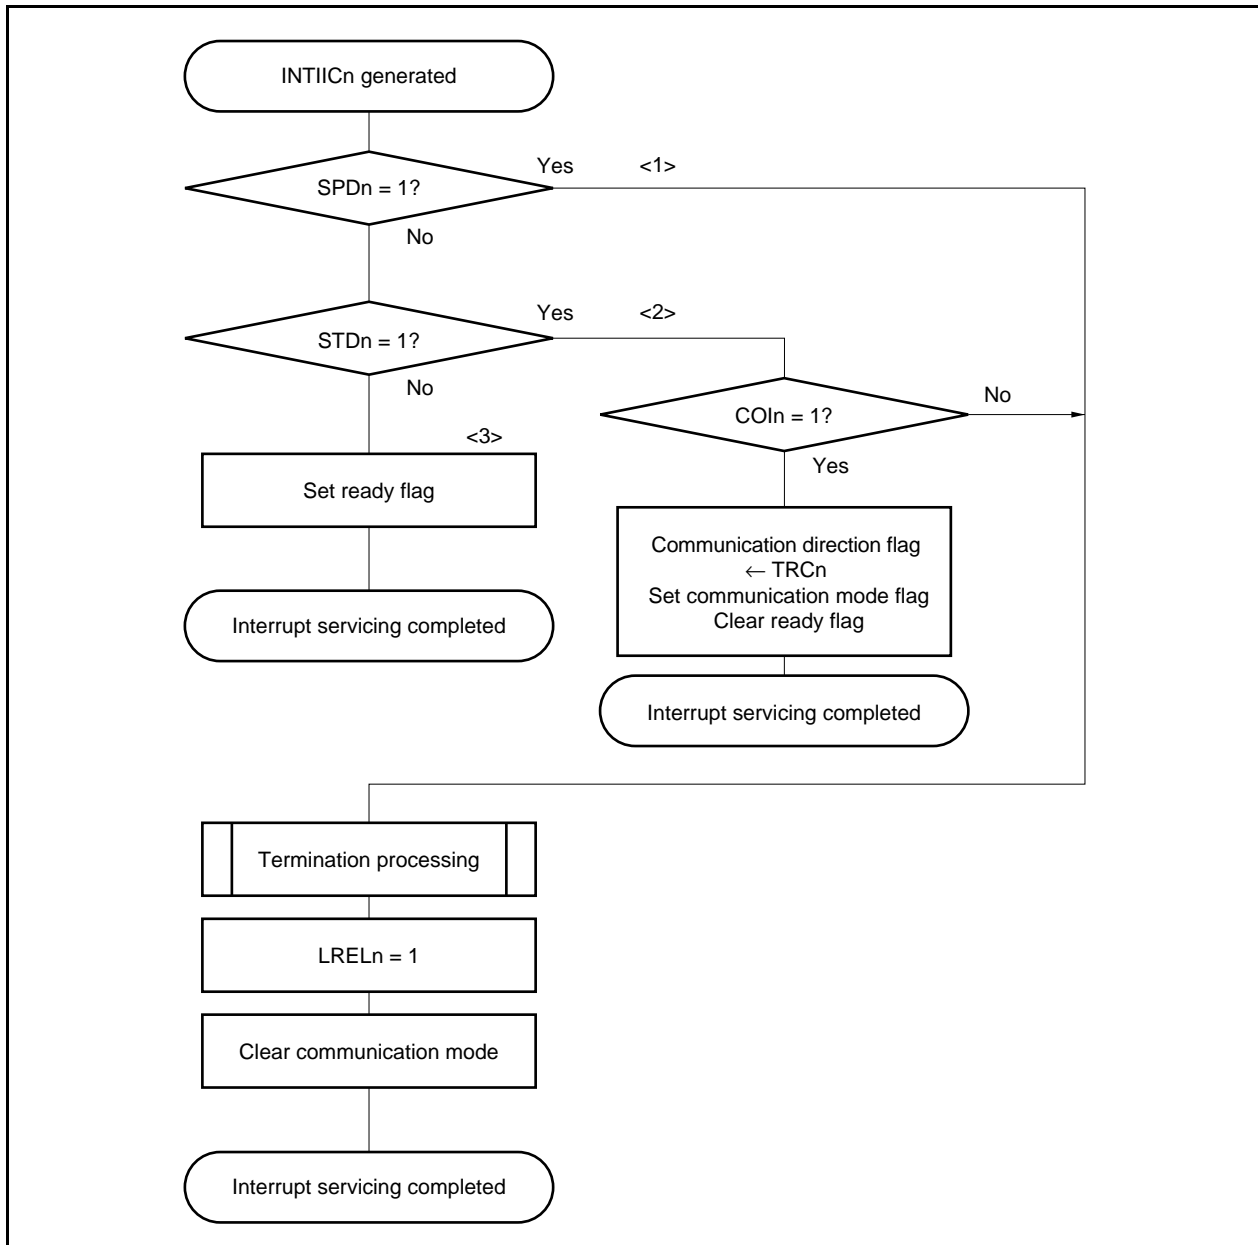 INTIICn generated
Yes
<1>
SPDn = 1?
No
Yes
<2>
STDn = 1?
No
No
COIn = 1?
<3>
Yes
Set ready flag
Communication direction flag
← TRCn
Set communication mode flag
Clear ready flag
Interrupt servicing completed
Interrupt servicing completed
Termination processing
LRELn = 1
Clear communication mode
Interrupt servicing completed